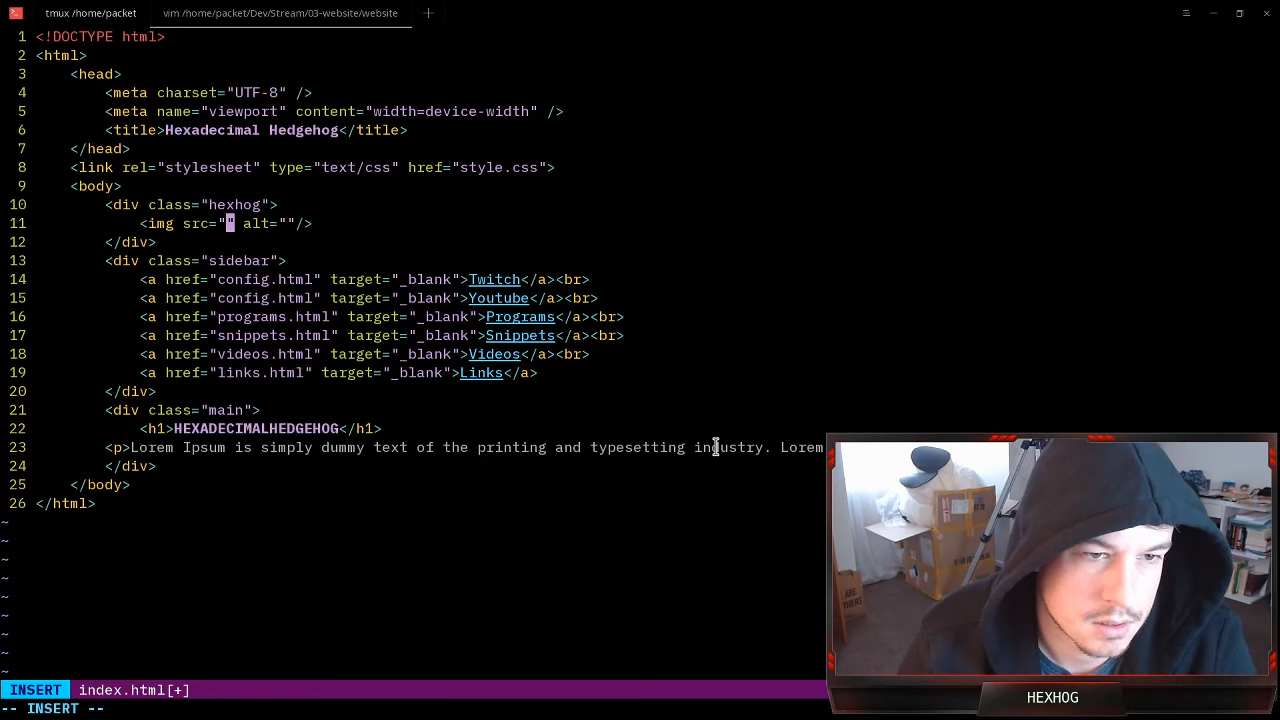 tmux /home/packet
vim /home/packet/Dev/Stream/03-website/website
1 <!DOCTYPE html>
2 <html>
3 <head>
4 <meta charset="UTF-8" />
5 <meta name="viewport" content="width=device-width" />
6 <title>Hexadecimal Hedgehog</title>
7 </head>
8 <link rel="stylesheet" type="text/css" href="style.css">
9 <body>
10 <div class="hexhog">
11 <img src="" alt=""/>
12 </div>
13 <div class="sidebar">
14 <a href="config.html" target="_blank">Twitch</a><br>
15 <a href="config.html" target="_blank">Youtube</a><br>
16 <a href="programs.html" target="_blank">Programs</a><br>
17 <a href="snippets.html" target="_blank">Snippets</a><br>
18 <a href="videos.html" target="_blank">Videos</a><br>
19 <a href="links.html" target="_blank">Links</a>
20 </div>
21 <div class="main">
22 <h1>HEXADECIMALHEDGEHOG</h1>
23 <p>Lorem Ipsum is simply dummy text of the printing and typesetting industry. Lorem
24 </div>
25 </body>
26 </html>
~
~
~
~
~
~
~
~
~
INSERT index.html[+]
-- INSERT --
ARE
THERS
HEXHOG